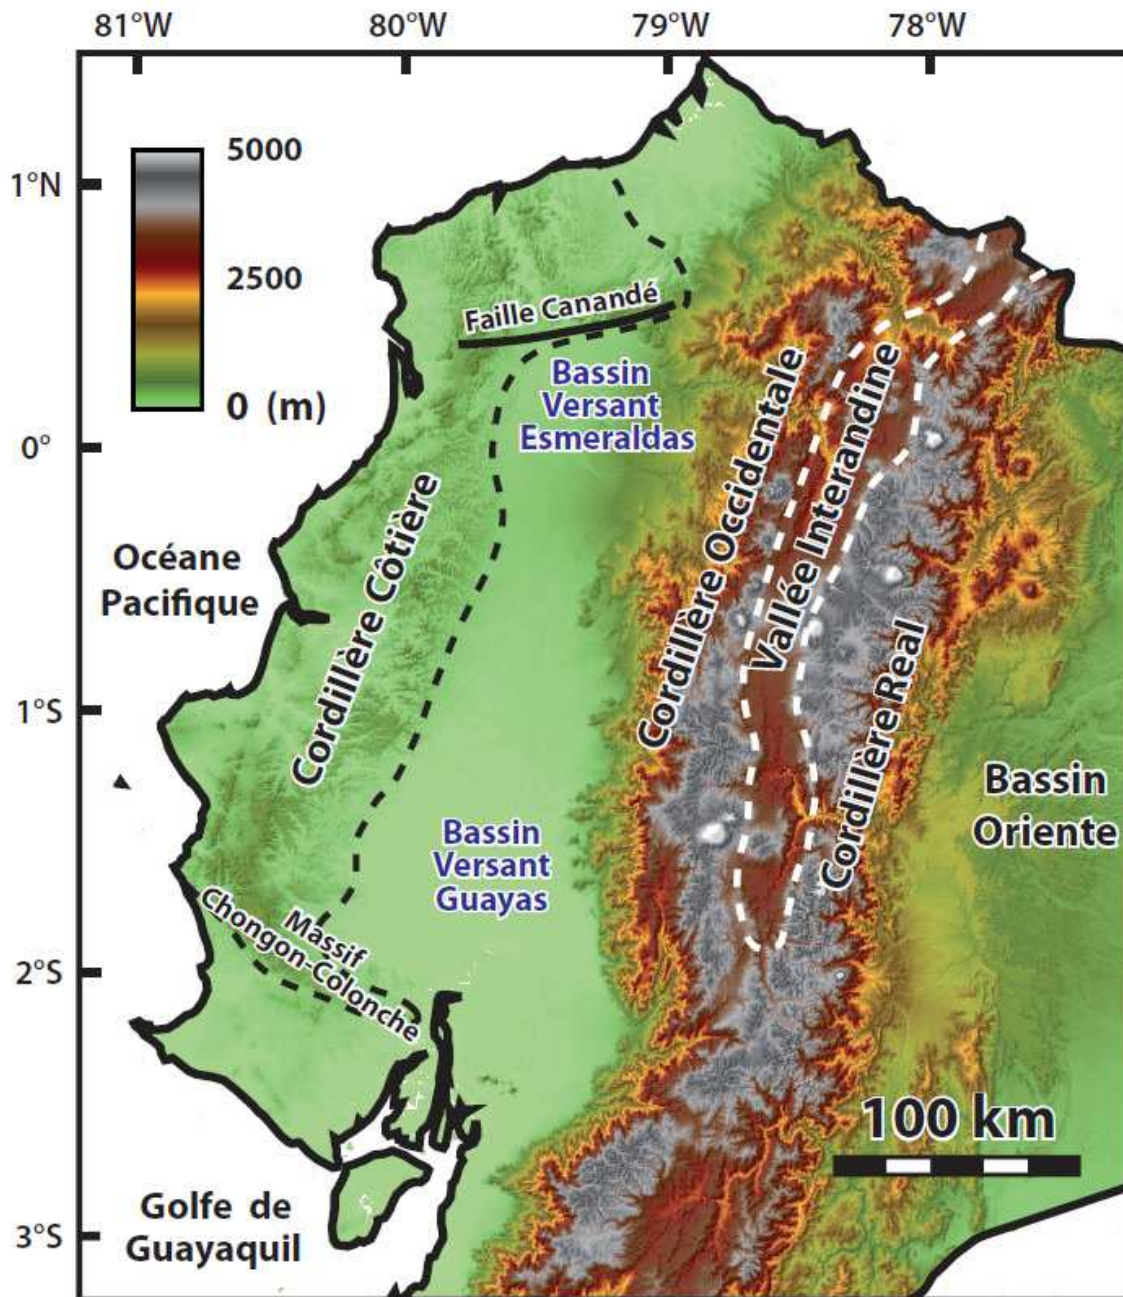 81°W
80°W
79°W
78°W
1°N
0°
1°S
2°S
3°S
5000
2500
0 (m)
Faille Canandé
Bassin
Versant
Esmeraldas
Cordillère Occidentale
Vallée Interandine
Cordillère Real
Cordillère Côtière
Océane
Pacifique
Bassin
Versant
Guayas
Bassin
Oriente
Massif
Chongon-Colonche
100 km
Golfe de
Guayaquil